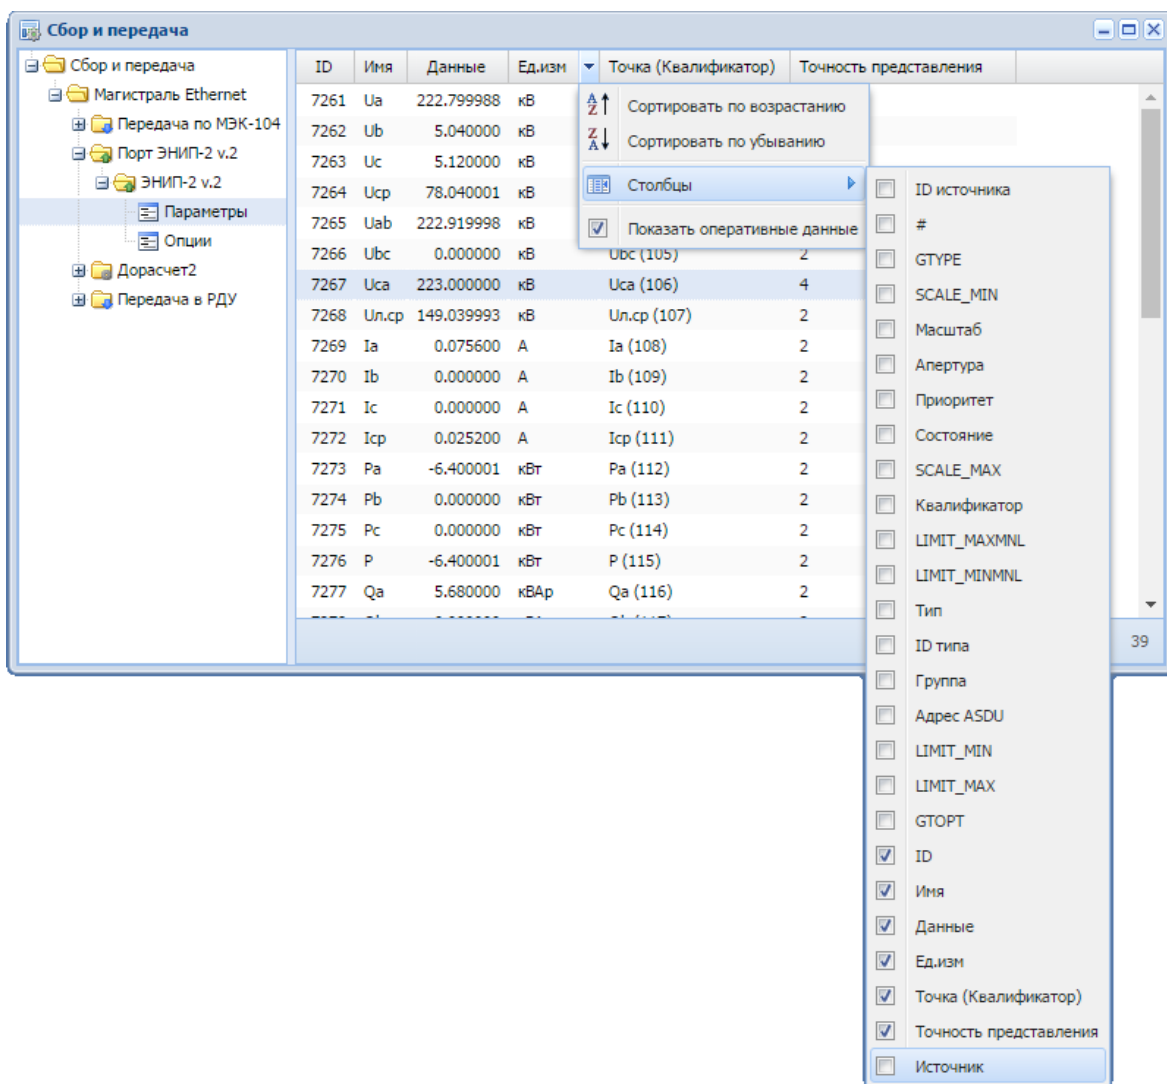 Сбор и передача
Сбор и передача
Магистраль Ethernet
Передача по МЭК-104
Порт ЭНИП-2 v.2
ЭНИП-2 v.2
Параметры
Опции
Дорасчет2
Передача в РДУ
ID Имя Данные Ед.изм Точка (Квалификатор) Точность представления
7261 Ua 222.799988 кВ
7262 Ub 5.040000 кВ
7263 Uc 5.120000 кВ
7264 Ucp 78.040001 кВ
7265 Uab 222.919998 кВ
7266 Ubc 0.000000 кВ Ubc (105) 2
7267 Uca 223.000000 кВ Uca (106) 4
7268 Uл.ср 149.039993 кВ Uл.ср (107) 2
7269 Ia 0.075600 А Ia (108) 2
7270 Ib 0.000000 А Ib (109) 2
7271 Ic 0.000000 А Ic (110) 2
7272 Icp 0.025200 А Icp (111) 2
7273 Pa -6.400001 кВт Pa (112) 2
7274 Pb 0.000000 кВт Pb (113) 2
7275 Pc 0.000000 кВт Pc (114) 2
7276 P -6.400001 кВт P (115) 2
7277 Qa 5.680000 кВАр Qa (116) 2
39
Сортировать по возрастанию
Сортировать по убыванию
Столбцы
Показать оперативные данные
ID источника
#
GTYPE
SCALE_MIN
Масштаб
Апертура
Приоритет
Состояние
SCALE_MAX
Квалификатор
LIMIT_MAXMNL
LIMIT_MINMNL
Тип
ID типа
Группа
Адрес ASDU
LIMIT_MIN
LIMIT_MAX
GTOPT
ID
Имя
Данные
Ед.изм
Точка (Квалификатор)
Точность представления
Источник